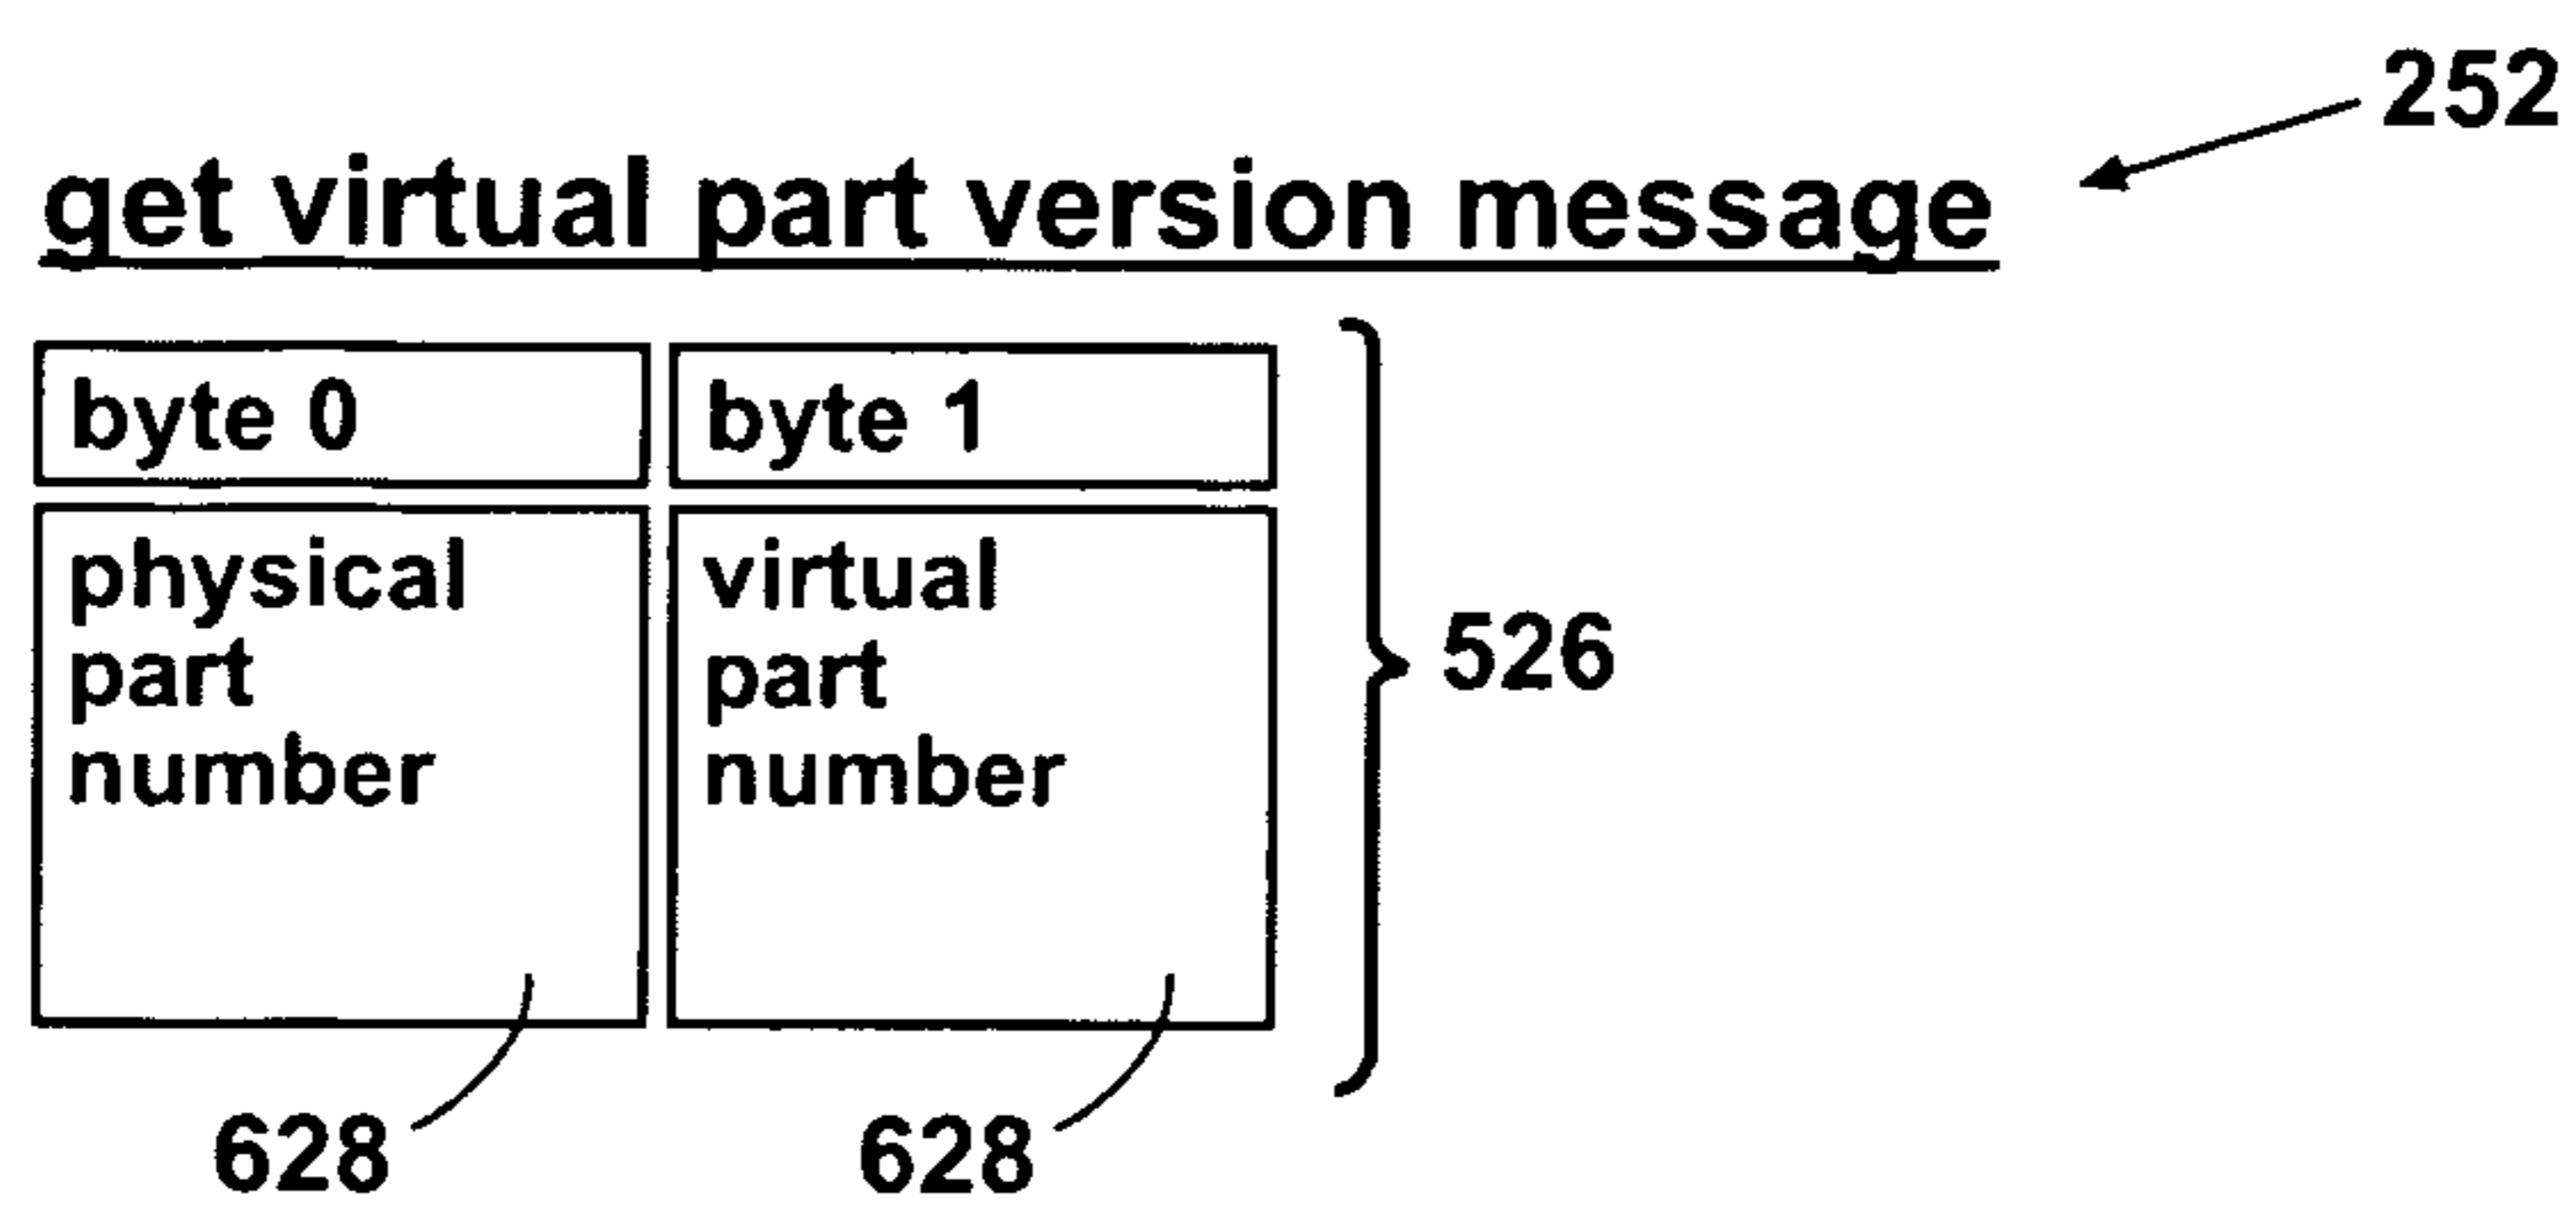 252
get virtual part version message
byte 0
byte 1
physical
part
number
virtual
part
number
526
628
628